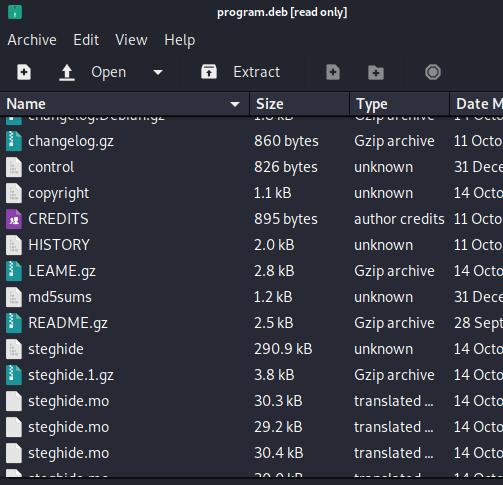 program.deb [read only]
Archive Edit View Help
Open Extract
Name Size Type Date M
changelog.Debian.gz 1.8 kB Gzip archive 14 Octo
changelog.gz 860 bytes Gzip archive 11 Octo
control 826 bytes unknown 31 Dece
copyright 1.1 kB unknown 14 Octo
CREDITS 895 bytes author credits 11 Octo
HISTORY 2.0 kB unknown 11 Octo
LEAME.gz 2.8 kB Gzip archive 14 Octo
md5sums 1.2 kB unknown 31 Dece
README.gz 2.5 kB Gzip archive 28 Sept
steghide 290.9 kB unknown 14 Octo
steghide.1.gz 3.8 kB Gzip archive 14 Octo
steghide.mo 30.3 kB translated ... 14 Octo
steghide.mo 29.2 kB translated ... 14 Octo
steghide.mo 30.4 kB translated ... 14 Octo
steghide.mo translated 14 Octo